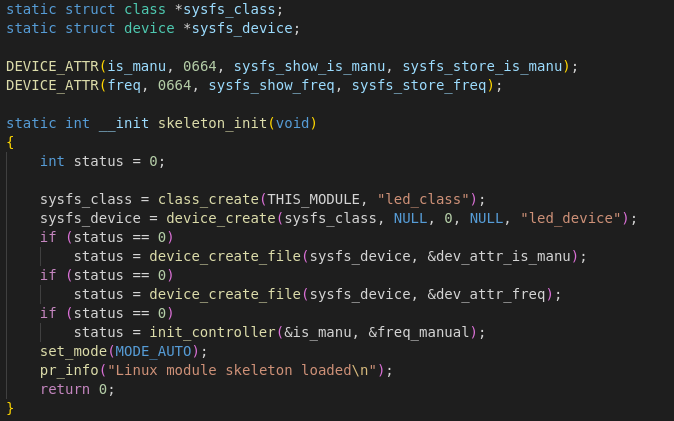 static struct class *sysfs_class;
static struct device *sysfs_device;

DEVICE_ATTR(is_manu, 0664, sysfs_show_is_manu, sysfs_store_is_manu);
DEVICE_ATTR(freq, 0664, sysfs_show_freq, sysfs_store_freq);

static int __init skeleton_init(void)
{
    int status = 0;

    sysfs_class = class_create(THIS_MODULE, "led_class");
    sysfs_device = device_create(sysfs_class, NULL, 0, NULL, "led_device");
    if (status == 0)
        status = device_create_file(sysfs_device, &dev_attr_is_manu);
    if (status == 0)
        status = device_create_file(sysfs_device, &dev_attr_freq);
    if (status == 0)
        status = init_controller(&is_manu, &freq_manual);
    set_mode(MODE_AUTO);
    pr_info("Linux module skeleton loaded\n");
    return 0;
}